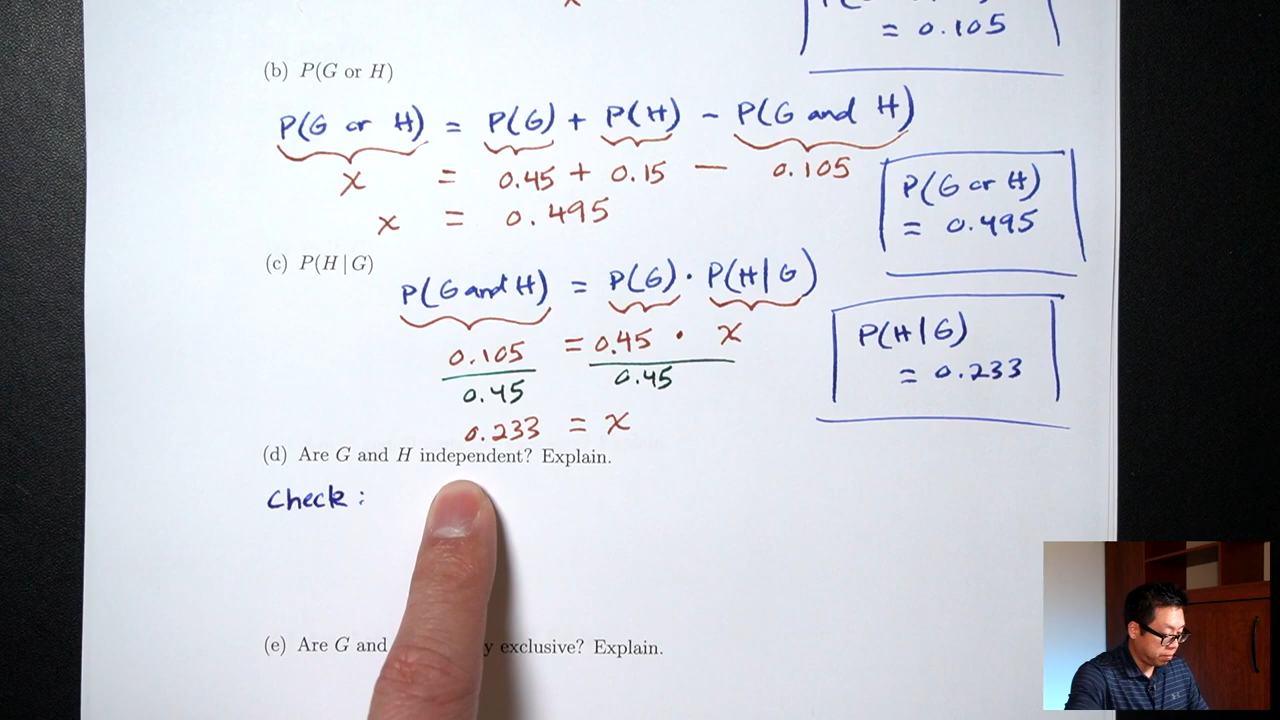 = 0.105
(b) P(G or H)
P(G or H) = P(G) + P(H) - P(G and H)
x = 0.45 + 0.15 — 0.105
x = 0.495
P(G or H)
= 0.495
(c) P(H | G)
P(G and H) = P(G) · P(H | G)
0.105 = 0.45 · x
0.45 0.45
0.233 = x
P(H | G)
= 0.233
(d) Are G and H independent? Explain.
Check :
(e) Are G and y exclusive? Explain.